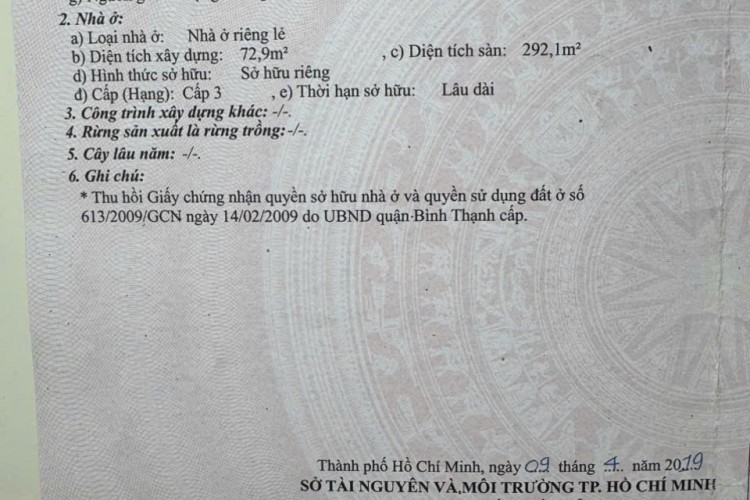 2. Nhà ở:
a) Loại nhà ở: Nhà ở riêng lẻ
b) Diện tích xây dựng: 72,9m² , c) Diện tích sàn: 292,1m²
d) Hình thức sở hữu: Sở hữu riêng
đ) Cấp (Hạng): Cấp 3 , e) Thời hạn sở hữu: Lâu dài
3. Công trình xây dựng khác: -/-.
4. Rừng sản xuất là rừng trồng:-/-.
5. Cây lâu năm: -/-.
6. Ghi chú:
* Thu hồi Giấy chứng nhận quyền sở hữu nhà ở và quyền sử dụng đất ở số
613/2009/GCN ngày 14/02/2009 do UBND quận Bình Thạnh cấp.
Thành phố Hồ Chí Minh, ngày 09 tháng 4 năm 2019
SỞ TÀI NGUYÊN VÀ MÔI TRƯỜNG TP. HỒ CHÍ MINH